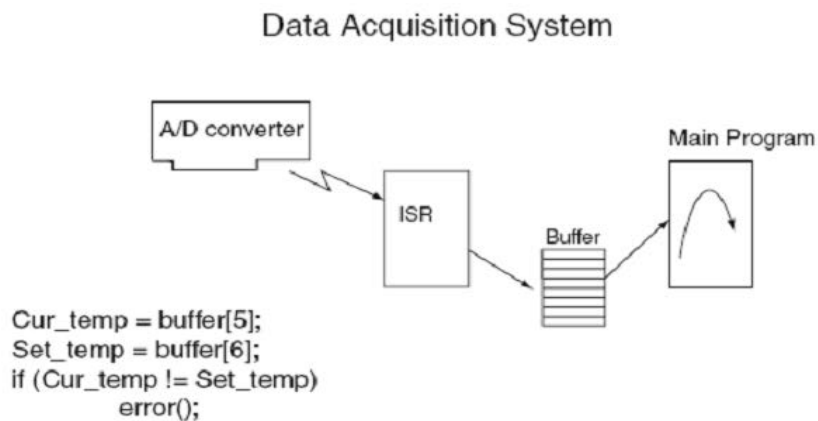 Data Acquisition System
A/D converter
Main Program
ISR
Buffer
Cur_temp = buffer[5];
Set_temp = buffer[6];
if (Cur_temp != Set_temp)
error();